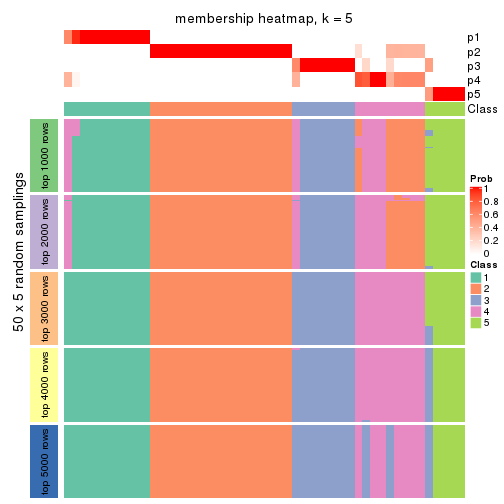 membership heatmap, k = 5
p1
p2
p3
p4
p5
Class
50 x 5 random samplings
top 1000 rows
top 2000 rows
top 3000 rows
top 4000 rows
top 5000 rows
Prob
1
0.8
0.6
0.4
0.2
0
Class
1
2
3
4
5